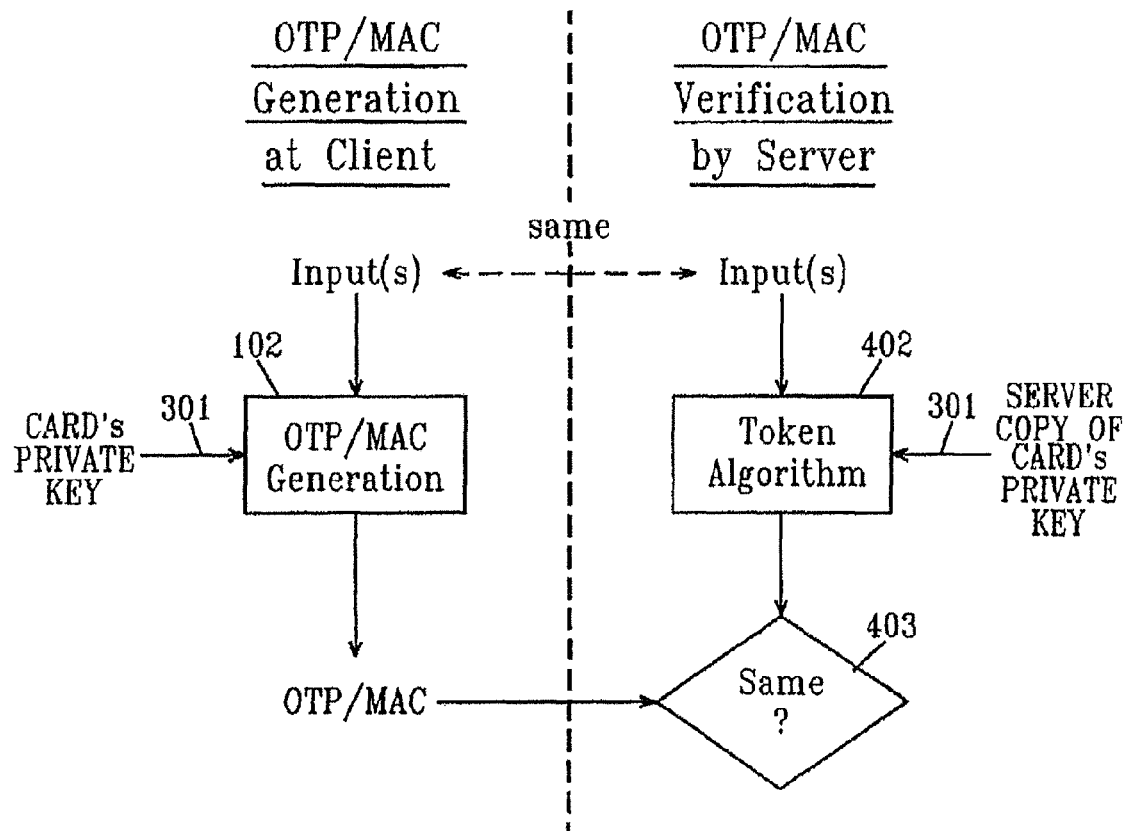 OTP/MAC
Generation
at Client
OTP/MAC
Verification
by Server
same
Input(s)
Input(s)
102
402
CARD's
PRIVATE
KEY
301
OTP/MAC
Generation
Token
Algorithm
301
SERVER
COPY OF
CARD's
PRIVATE
KEY
OTP/MAC
403
Same
?